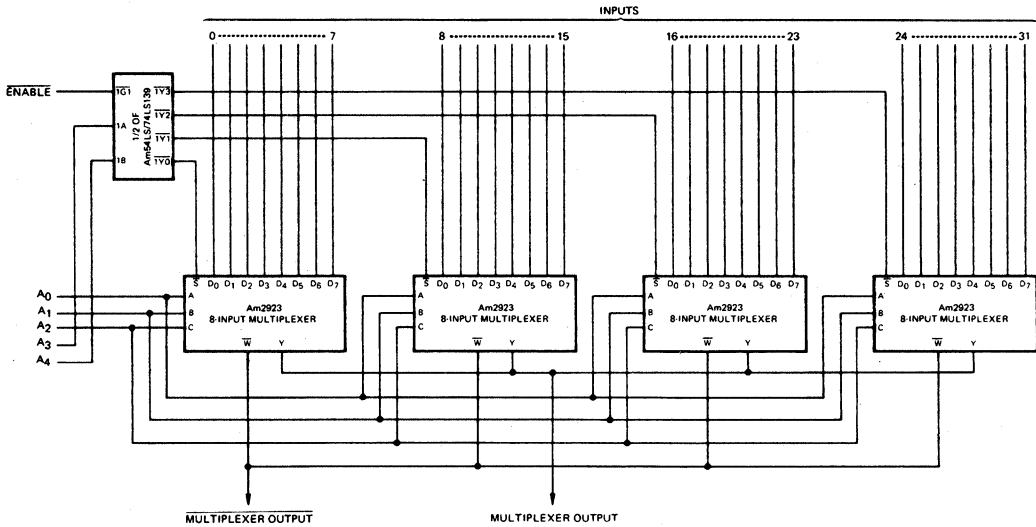 INPUTS
0 7 8 15 16 23 24 31
ENABLE
1G1 1Y3
1A 1Y2
1/2 OF
Am54LS/74LS139
1Y1
1B 1Y0
S D0 D1 D2 D3 D4 D5 D6 D7
S D0 D1 D2 D3 D4 D5 D6 D7
S D0 D1 D2 D3 D4 D5 D6 D7
S D0 D1 D2 D3 D4 D5 D6 D7
A0
A1
A2
A3
A4
A
B
C
Am2923
8-INPUT MULTIPLEXER
W Y
A
B
C
Am2923
8-INPUT MULTIPLEXER
W Y
A
B
C
Am2923
8-INPUT MULTIPLEXER
W Y
A
B
C
Am2923
8-INPUT MULTIPLEXER
W Y
MULTIPLEXER OUTPUT
MULTIPLEXER OUTPUT